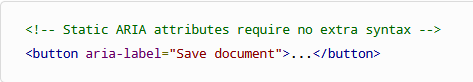 <!-- Static ARIA attributes require no extra syntax -->
<button aria-label="Save document">...</button>